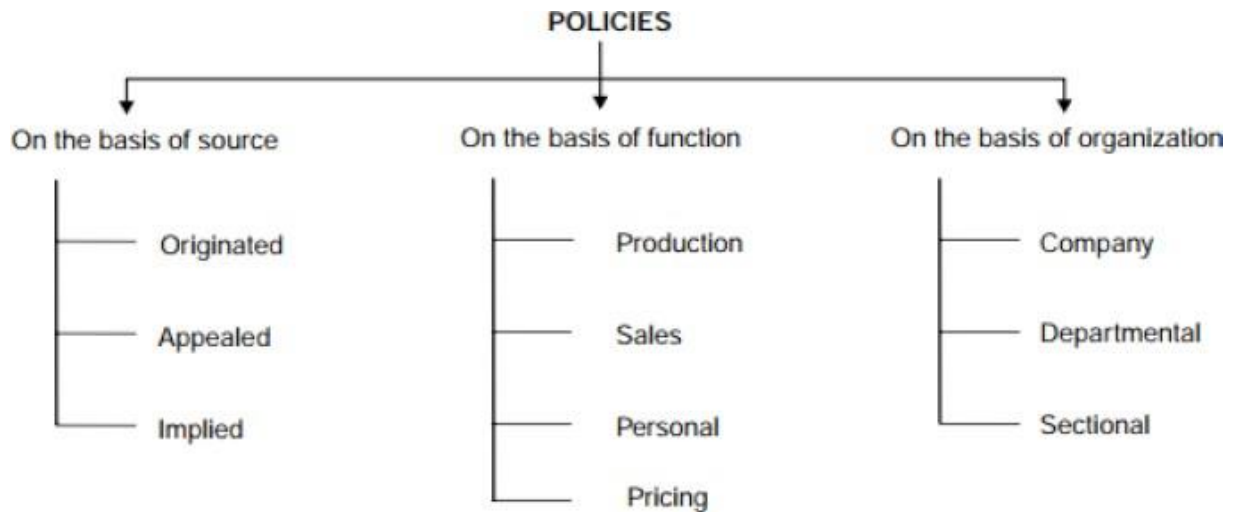 POLICIES
On the basis of source
Originated
Appealed
Implied
On the basis of function
Production
Sales
Personal
Pricing
On the basis of organization
Company
Departmental
Sectional